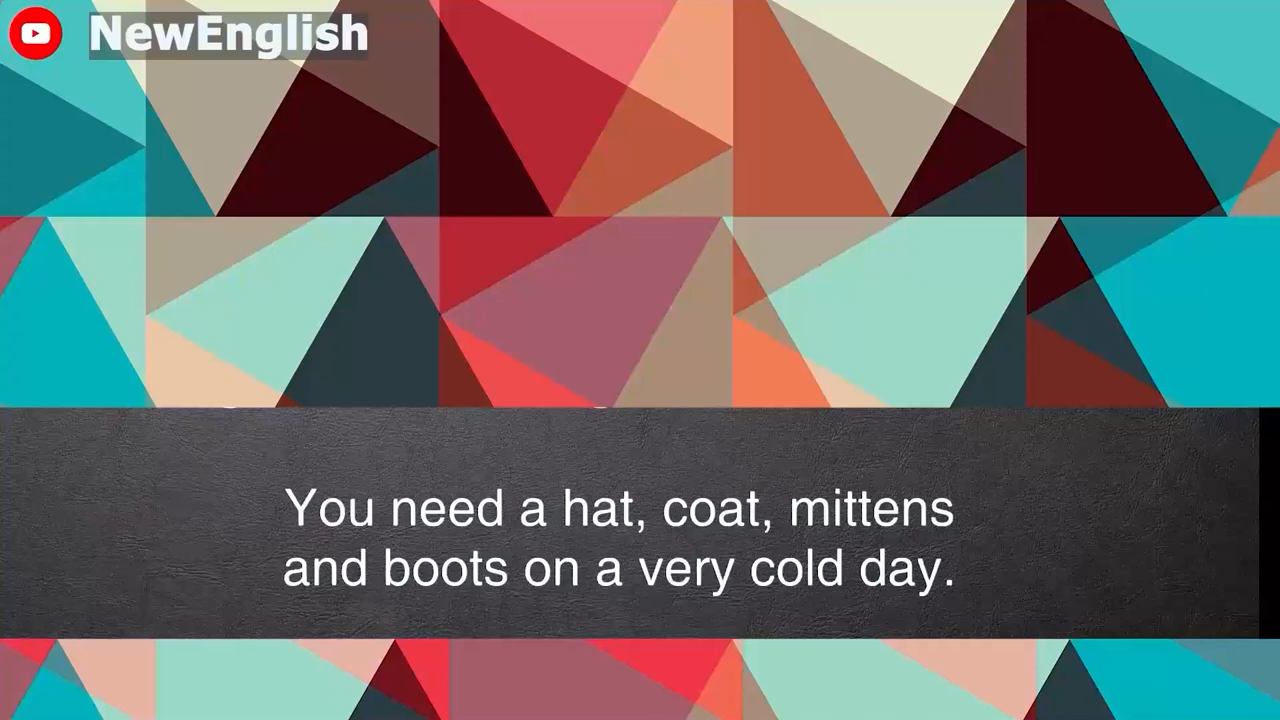 NewEnglish
You need a hat, coat, mittens
and boots on a very cold day.